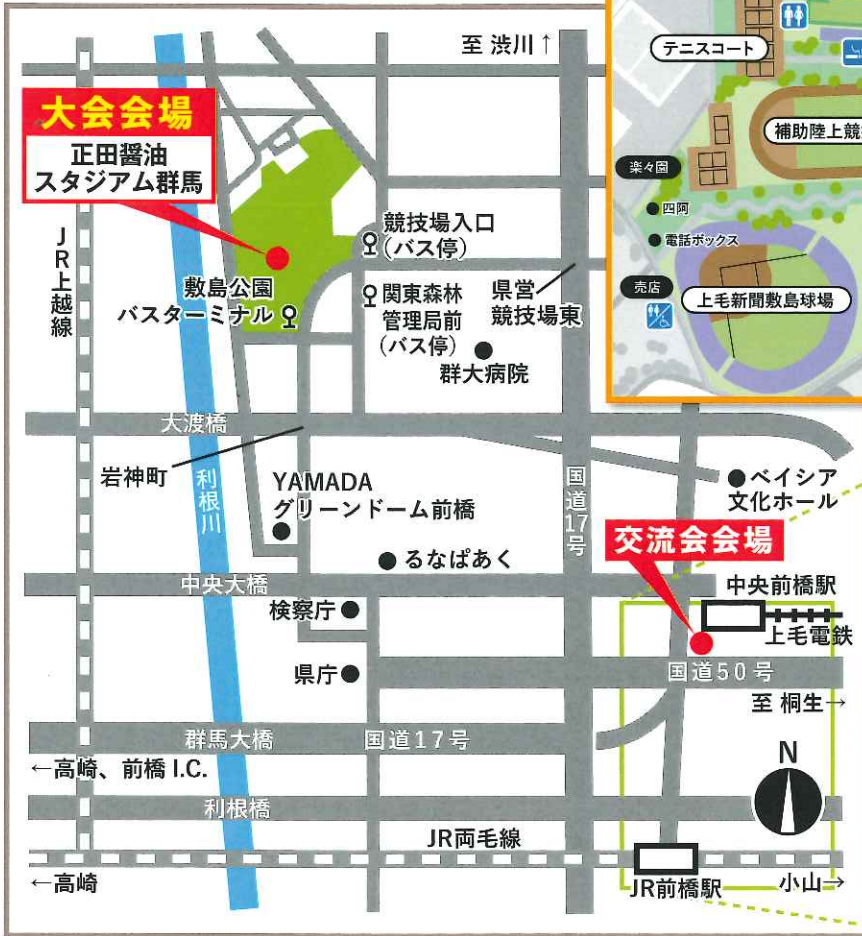 至 渋川↑
テニスコート
大会会場
正田醤油
スタジアム群馬
補助陸上競
楽々園
四阿
電話ボックス
売店
上毛新聞敷島球場
JR上越線
競技場入口
(バス停)
敷島公園
バスターミナル
関東森林
管理局前
(バス停)
県営
競技場東
群大病院
大渡橋
岩神町
利根川
YAMADA
グリーンドーム前橋
国道17号
ベイシア
文化ホール
交流会会場
るなぱあく
中央大橋
中央前橋駅
検察庁
上毛電鉄
県庁
国道50号
至 桐生→
群馬大橋
国道17号
←高崎、前橋 I.C.
N
利根橋
JR両毛線
←高崎
JR前橋駅
小山→